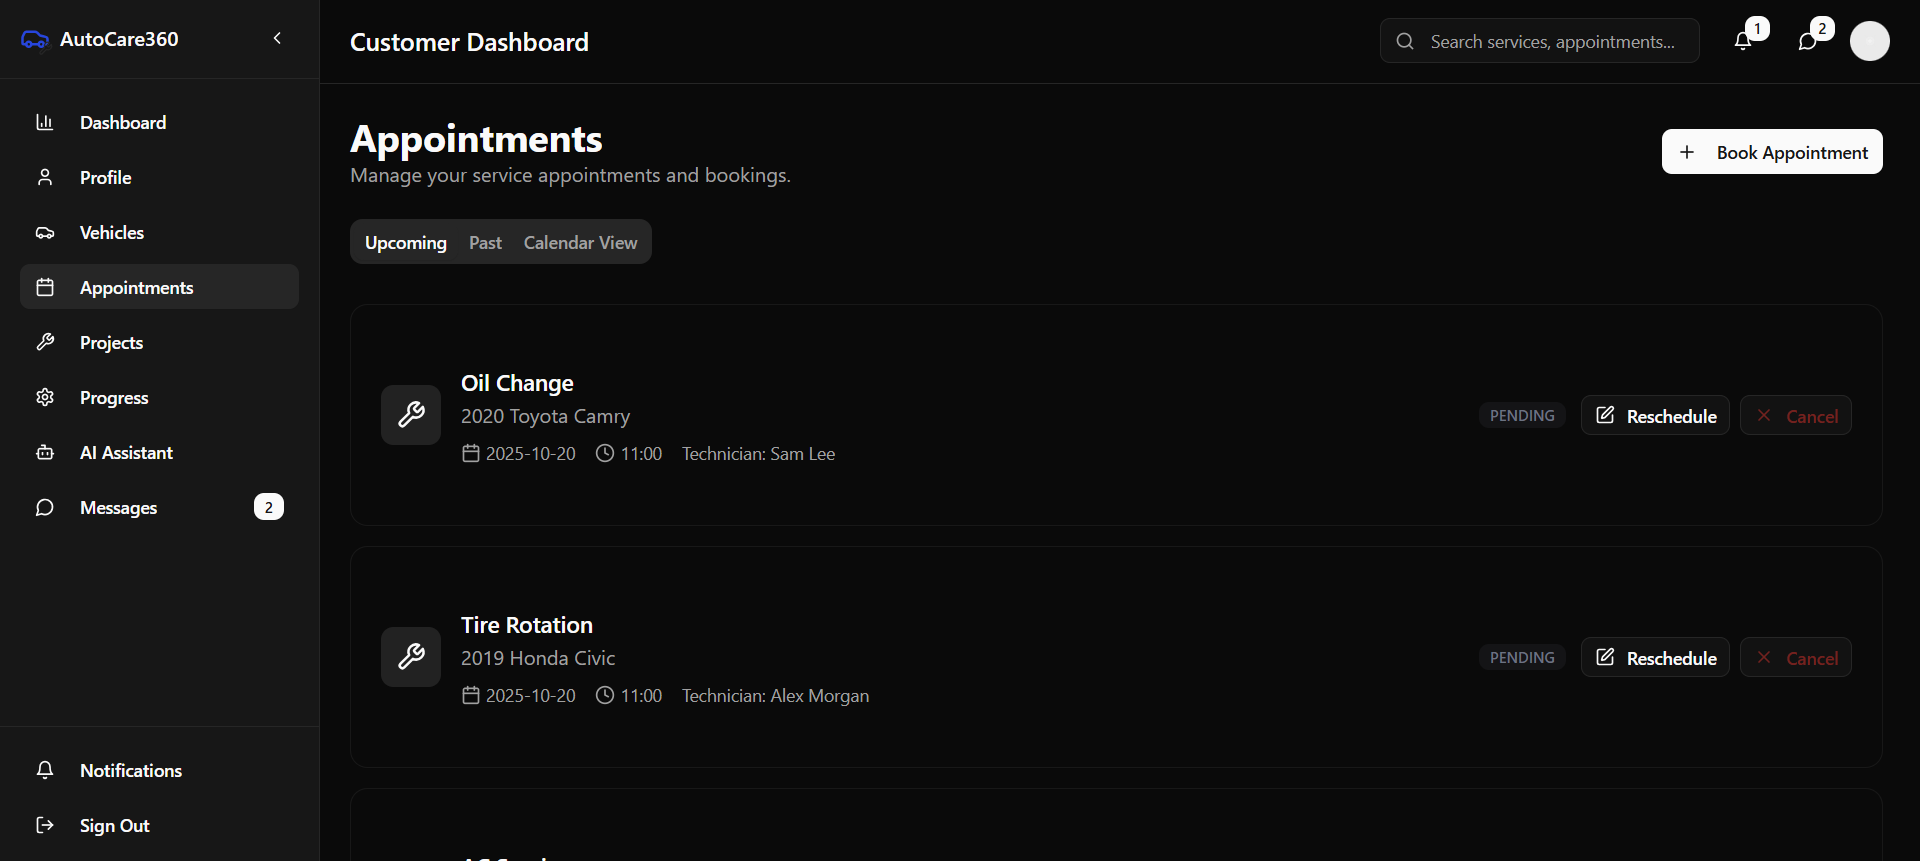 AutoCare360
Dashboard
Profile
Vehicles
Appointments
Projects
Progress
AI Assistant
Messages 2
Notifications
Sign Out
Customer Dashboard
Search services, appointments...
1
2
Appointments
Manage your service appointments and bookings.
+ Book Appointment
Upcoming Past Calendar View
Oil Change
2020 Toyota Camry
2025-10-20 11:00 Technician: Sam Lee
PENDING Reschedule Cancel
Tire Rotation
2019 Honda Civic
2025-10-20 11:00 Technician: Alex Morgan
PENDING Reschedule Cancel